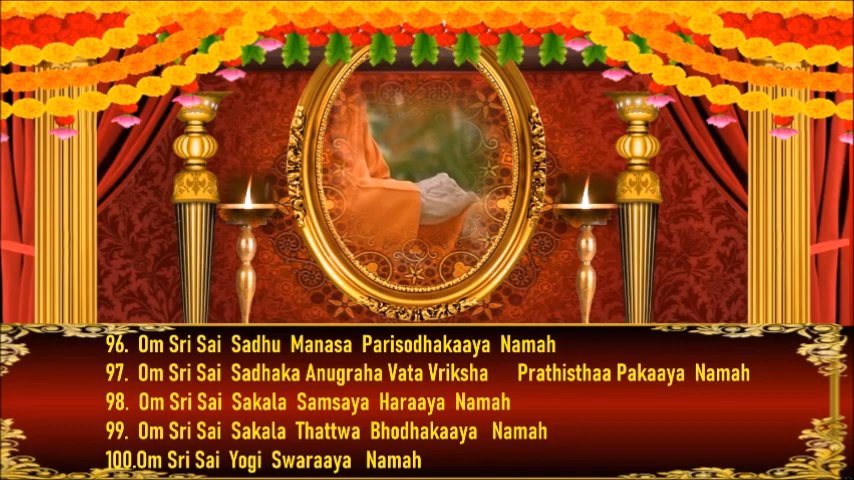 96. Om Sri Sai Sadhu Manasa Parisodhakaaya Namah
97. Om Sri Sai Sadhaka Anugraha Vata Vriksha Prathisthaa Pakaaya Namah
98. Om Sri Sai Sakala Samsaya Haraaya Namah
99. Om Sri Sai Sakala Thattwa Bhodhakaaya Namah
100.Om Sri Sai Yogi Swaraaya Namah